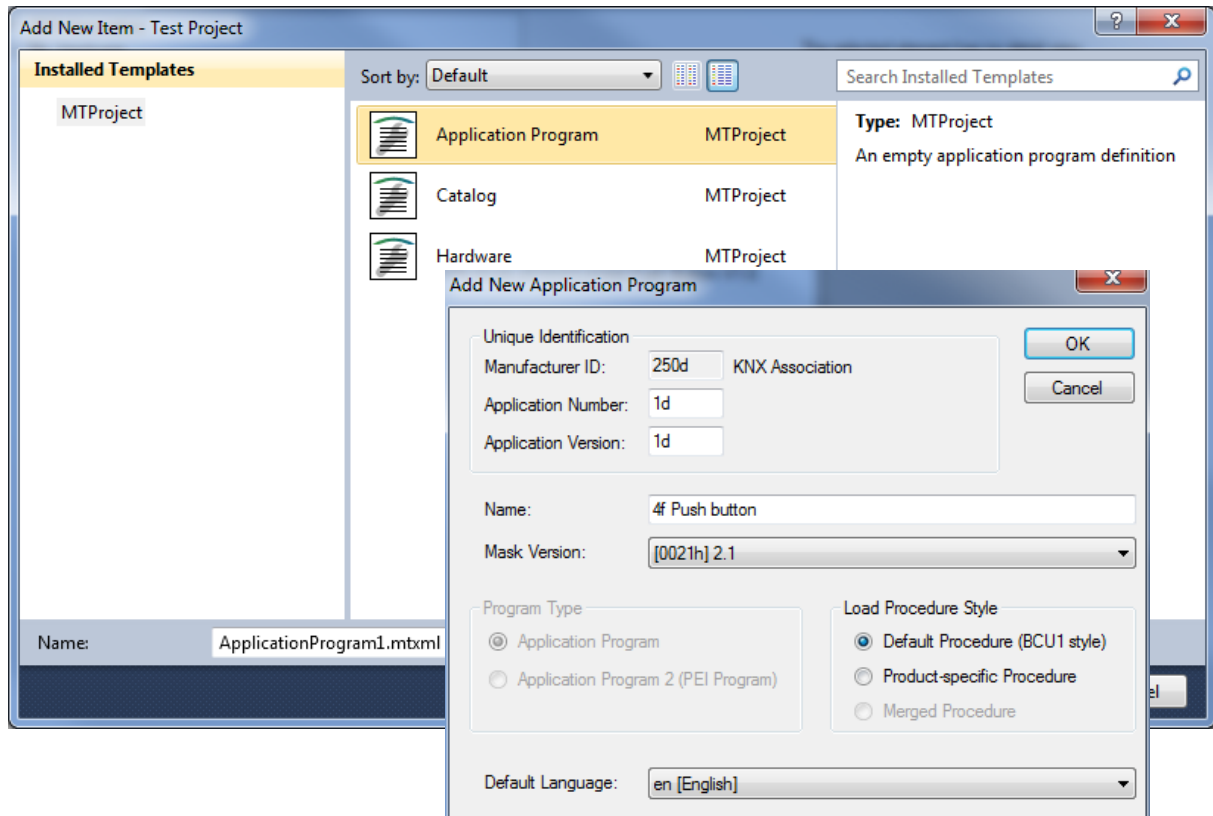 Add New Item - Test Project
Installed Templates
MTProject
Sort by: Default
Search Installed Templates
Application Program MTProject
Catalog MTProject
Hardware MTProject
Type: MTProject
An empty application program definition
Name: ApplicationProgram1.mtxml
Add New Application Program
Unique Identification
Manufacturer ID: 250d KNX Association
Application Number: 1d
Application Version: 1d
OK
Cancel
Name: 4f Push button
Mask Version: [0021h] 2.1
Program Type
Application Program
Application Program 2 (PEI Program)
Load Procedure Style
Default Procedure (BCU1 style)
Product-specific Procedure
Merged Procedure
Default Language: en [English]